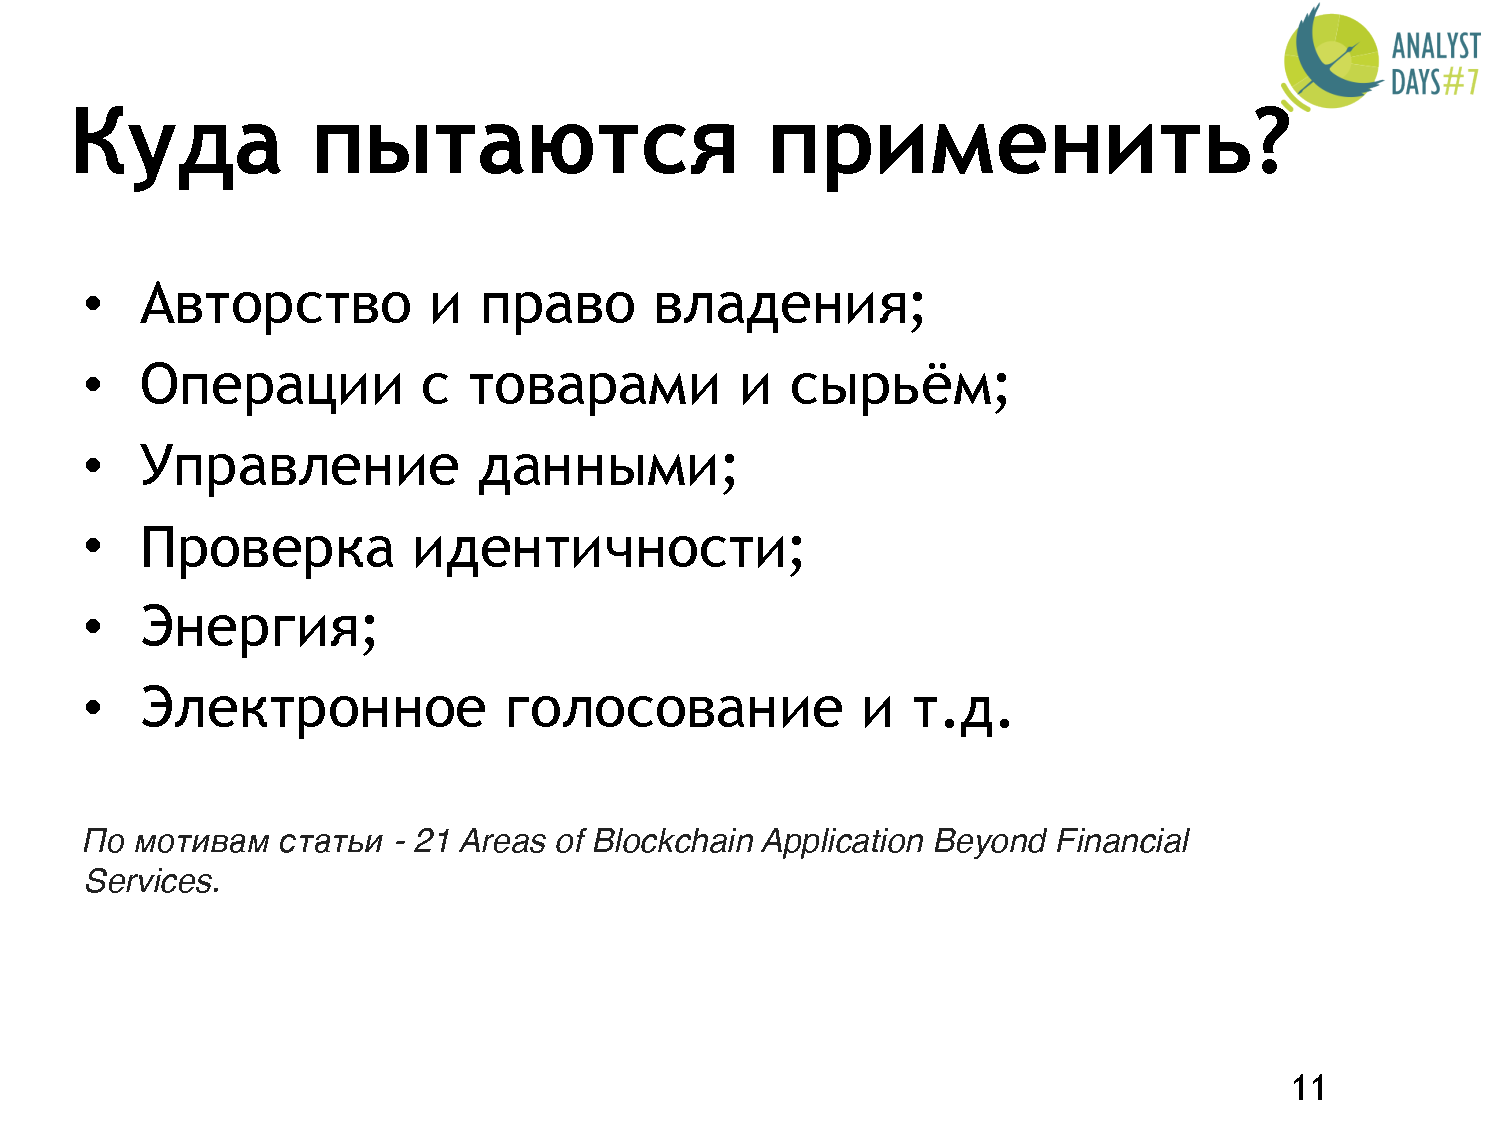 ANALYST
DAYS#7
Куда пытаются применить?
• Авторство и право владения;
• Операции с товарами и сырьём;
• Управление данными;
• Проверка идентичности;
• Энергия;
• Электронное голосование и т.д.
По мотивам статьи - 21 Areas of Blockchain Application Beyond Financial
Services.
11